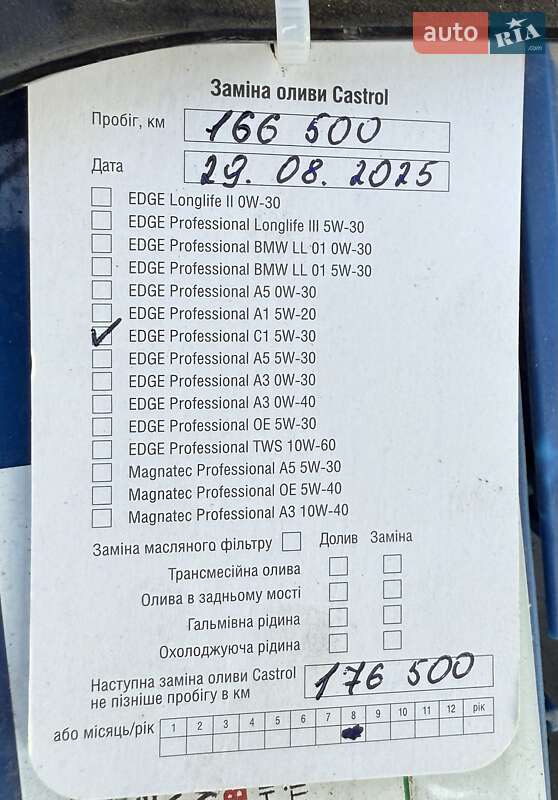 auto RIA .com
Заміна оливи Castrol
Пробіг, км 166 500
Дата 29. 08. 2025
EDGE Longlife II 0W-30
EDGE Professional Longlife III 5W-30
EDGE Professional BMW LL 01 0W-30
EDGE Professional BMW LL 01 5W-30
EDGE Professional A5 0W-30
EDGE Professional A1 5W-20
EDGE Professional C1 5W-30
EDGE Professional A5 5W-30
EDGE Professional A3 0W-30
EDGE Professional A3 0W-40
EDGE Professional OE 5W-30
EDGE Professional TWS 10W-60
Magnatec Professional A5 5W-30
Magnatec Professional OE 5W-40
Magnatec Professional A3 10W-40
Заміна масляного фільтру Долив Заміна
Трансмесійна олива
Олива в задньому мості
Гальмівна рідина
Охолоджуюча рідина
Наступна заміна оливи Castrol
не пізніше пробігу в км 176 500
або місяць/рік 1 2 3 4 5 6 7 8 9 10 11 12 рік